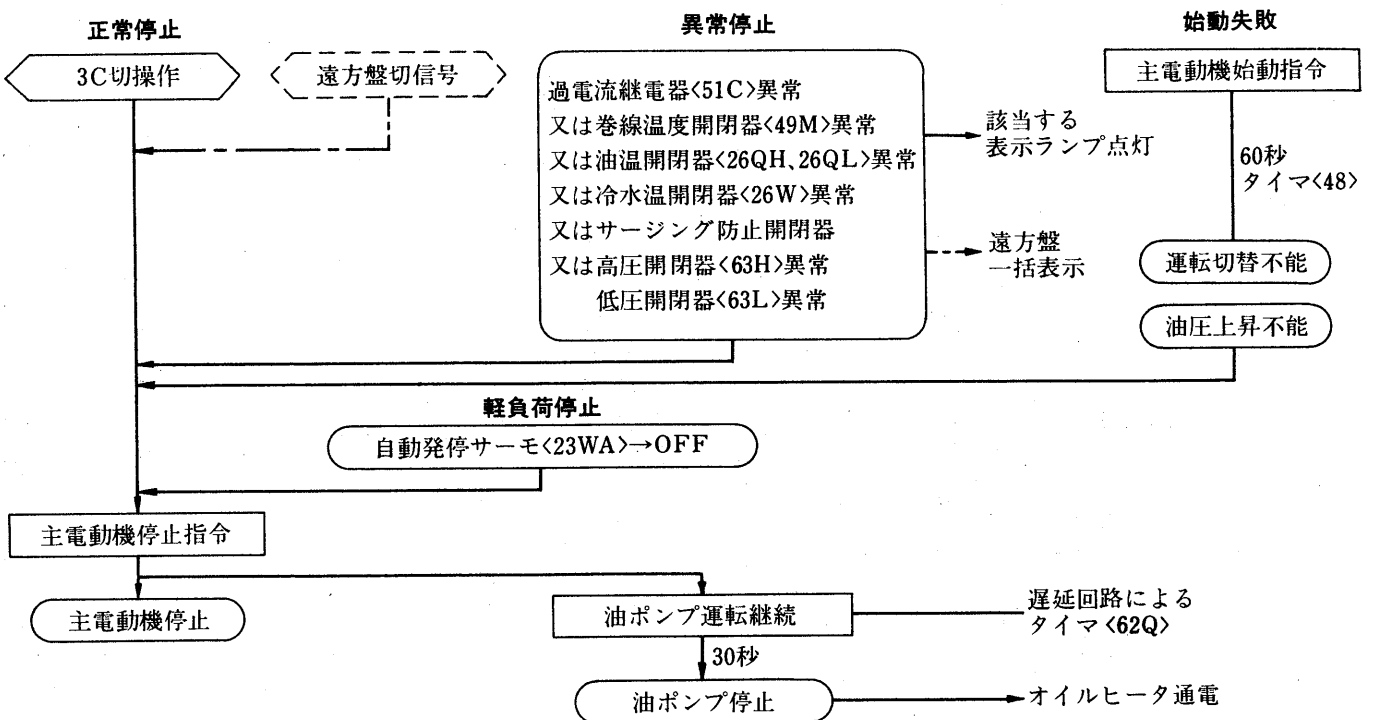 正常停止
3C切操作
遠方盤切信号
異常停止
過電流継電器<51C>異常
又は巻線温度開閉器<49M>異常
又は油温開閉器<26QH、26QL>異常
又は冷水温開閉器<26W>異常
又はサージング防止開閉器
又は高圧開閉器<63H>異常
低圧開閉器<63L>異常
該当する
表示ランプ点灯
遠方盤
一括表示
始動失敗
主電動機始動指令
60秒
タイマ<48>
運転切替不能
油圧上昇不能
軽負荷停止
自動発停サーモ<23WA>→OFF
主電動機停止指令
主電動機停止
油ポンプ運転継続
遅延回路による
タイマ<62Q>
30秒
油ポンプ停止
オイルヒータ通電